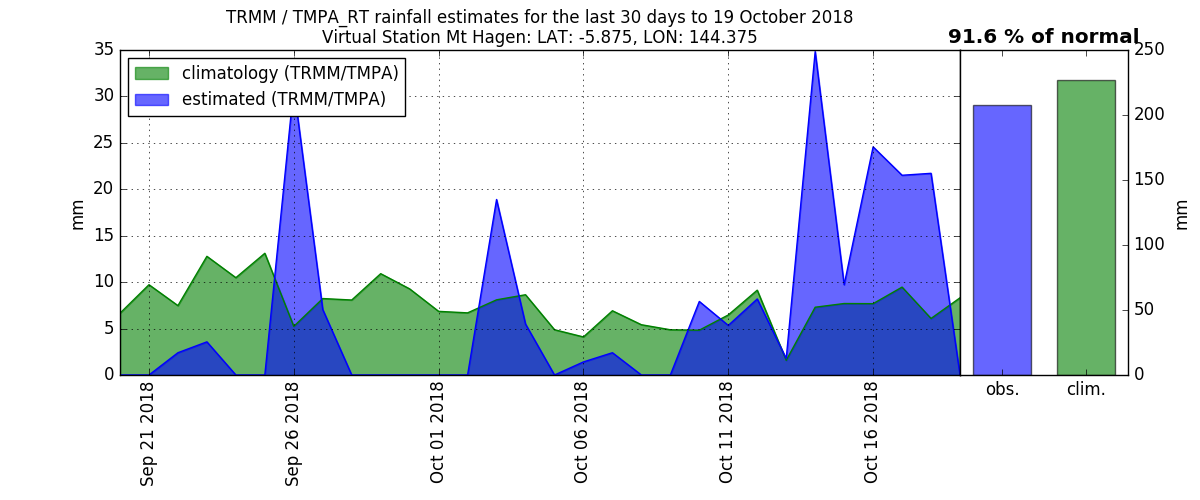 TRMM / TMPA_RT rainfall estimates for the last 30 days to 19 October 2018
Virtual Station Mt Hagen: LAT: -5.875, LON: 144.375
91.6 % of normal
climatology (TRMM/TMPA)
estimated (TRMM/TMPA)
35
30
25
20
15
10
5
0
mm
Sep 21 2018
Sep 26 2018
Oct 01 2018
Oct 06 2018
Oct 11 2018
Oct 16 2018
250
200
150
100
50
0
mm
obs.
clim.